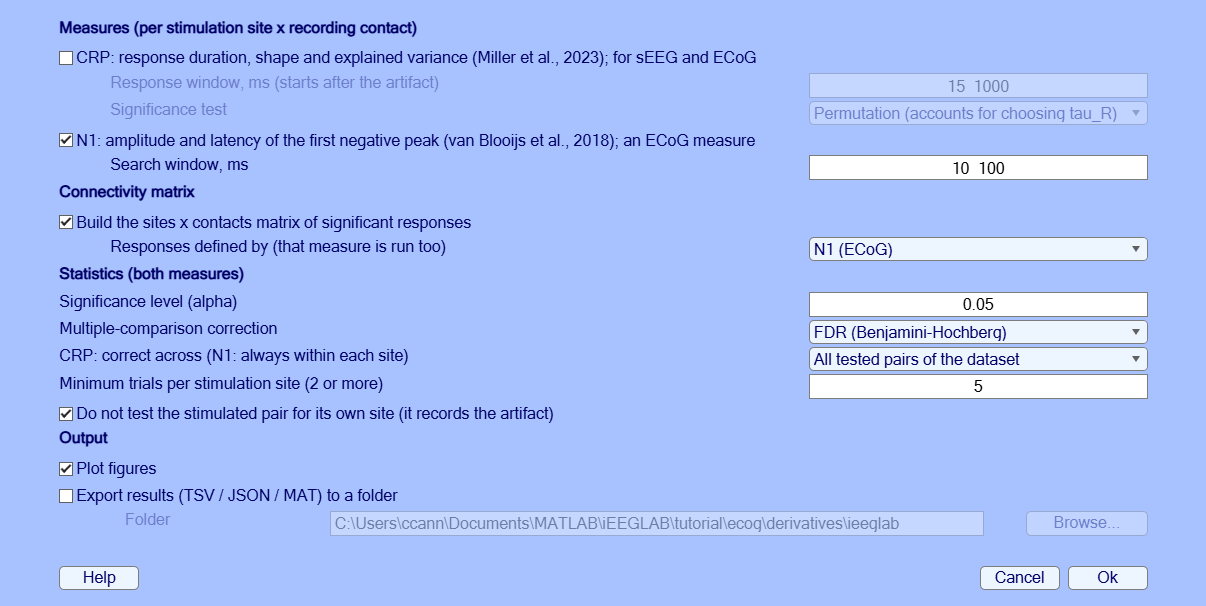 Measures (per stimulation site x recording contact)
CRP: response duration, shape and explained variance (Miller et al., 2023); for sEEG and ECoG
Response window, ms (starts after the artifact)
15  1000
Significance test
Permutation (accounts for choosing tau_R)
N1: amplitude and latency of the first negative peak (van Blooijs et al., 2018); an ECoG measure
Search window, ms
10  100
Connectivity matrix
Build the sites x contacts matrix of significant responses
Responses defined by (that measure is run too)
N1 (ECoG)
Statistics (both measures)
Significance level (alpha)
0.05
Multiple-comparison correction
FDR (Benjamini-Hochberg)
CRP: correct across (N1: always within each site)
All tested pairs of the dataset
Minimum trials per stimulation site (2 or more)
5
Do not test the stimulated pair for its own site (it records the artifact)
Output
Plot figures
Export results (TSV / JSON / MAT) to a folder
Folder
C:\Users\ccann\Documents\MATLAB\iEEGLAB\tutorial\ecog\derivatives\ieeglab
Browse...
Help
Cancel
Ok